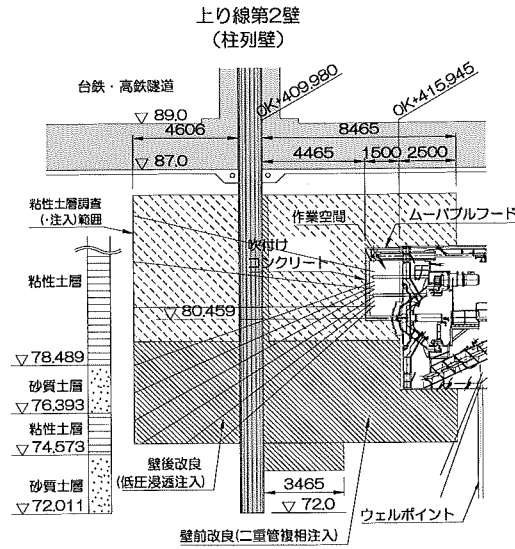 上り線第2壁
(柱列壁)
台鉄・高鉄隧道
0K+409.980
0K+415.945
▽ 89.0
4606
8465
▽ 87.0
4465
1500
2500
粘性土層調査
(・注入)範囲
作業空間
ムーバブルフード
吹付け
コンクリート
粘性土層
▽ 80.459
▽ 78.489
砂質土層
▽ 76.393
粘性土層
▽ 74.573
砂質土層
▽ 72.011
壁後改良
(低圧浸透注入)
3465
▽ 72.0
ウェルポイント
壁前改良(二重管複相注入)